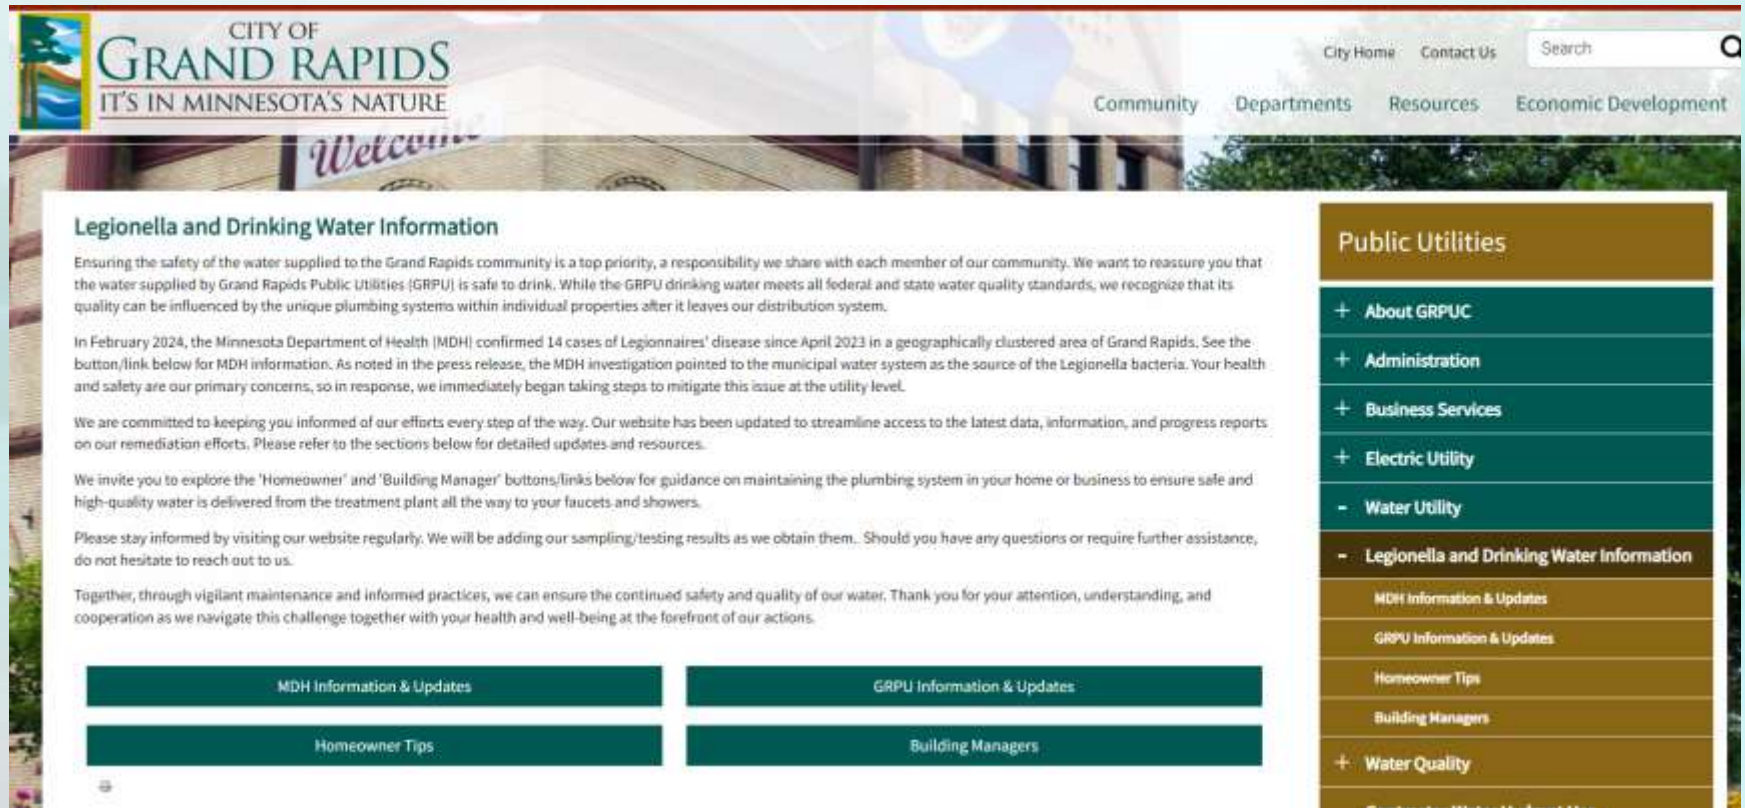 CITY OF
GRAND RAPIDS
IT'S IN MINNESOTA'S NATURE
City Home Contact Us Search
Community Departments Resources Economic Development
Welcome
Legionella and Drinking Water Information
Ensuring the safety of the water supplied to the Grand Rapids community is a top priority, a responsibility we share with each member of our community. We want to reassure you that
the water supplied by Grand Rapids Public Utilities (GRPU) is safe to drink. While the GRPU drinking water meets all federal and state water quality standards, we recognize that its
quality can be influenced by the unique plumbing systems within individual properties after it leaves our distribution system.
In February 2024, the Minnesota Department of Health (MDH) confirmed 14 cases of Legionnaires' disease since April 2023 in a geographically clustered area of Grand Rapids. See the
button/link below for MDH information. As noted in the press release, the MDH investigation pointed to the municipal water system as the source of the Legionella bacteria. Your health
and safety are our primary concerns, so in response, we immediately began taking steps to mitigate this issue at the utility level.
We are committed to keeping you informed of our efforts every step of the way. Our website has been updated to streamline access to the latest data, information, and progress reports
on our remediation efforts. Please refer to the sections below for detailed updates and resources.
We invite you to explore the 'Homeowner' and 'Building Manager' buttons/links below for guidance on maintaining the plumbing system in your home or business to ensure safe and
high-quality water is delivered from the treatment plant all the way to your faucets and showers.
Please stay informed by visiting our website regularly. We will be adding our sampling/testing results as we obtain them.. Should you have any questions or require further assistance,
do not hesitate to reach out to us.
Together, through vigilant maintenance and informed practices, we can ensure the continued safety and quality of our water. Thank you for your attention, understanding, and
cooperation as we navigate this challenge together with your health and well-being at the forefront of our actions.
MDH Information & Updates
GRPU Information & Updates
Homeowner Tips
Building Managers
Public Utilities
+ About GRPUC
+ Administration
+ Business Services
+ Electric Utility
- Water Utility
- Legionella and Drinking Water Information
MDH Information & Updates
GRPU Information & Updates
Homeowner Tips
Building Managers
+ Water Quality